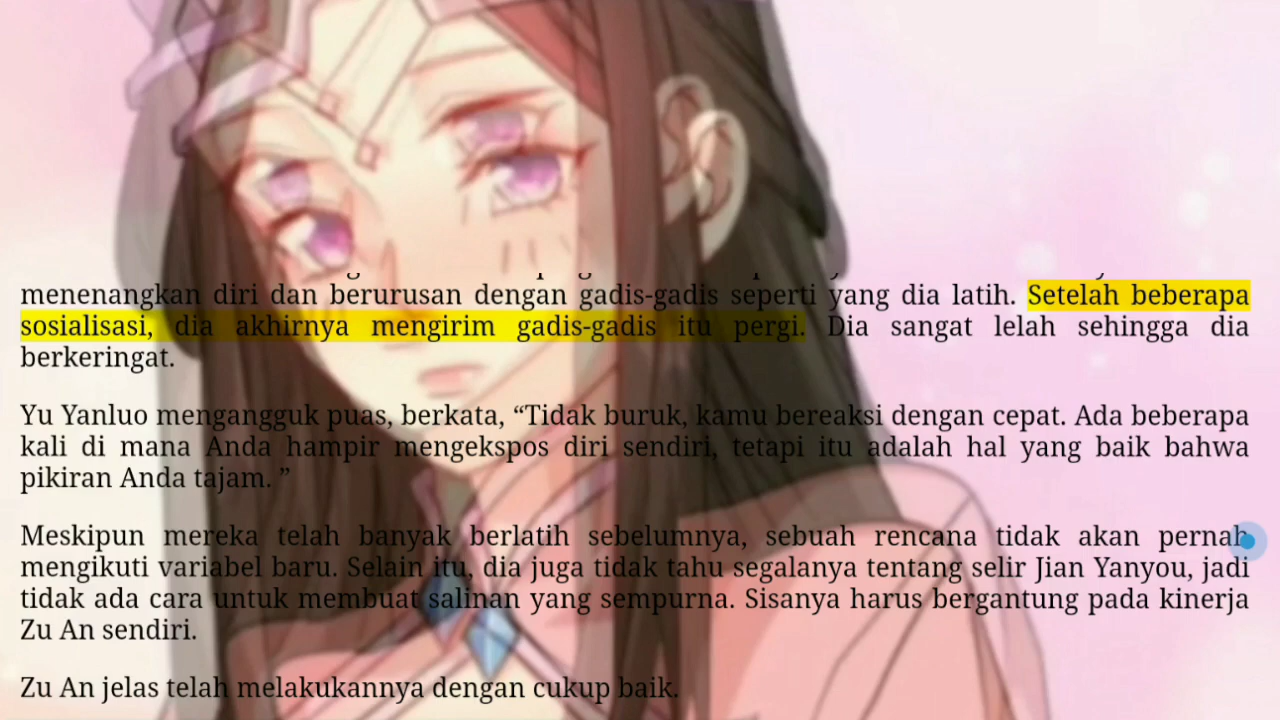 menenangkan diri dan berurusan dengan gadis-gadis seperti yang dia latih. Setelah beberapa
sosialisasi, dia akhirnya mengirim gadis-gadis itu pergi. Dia sangat lelah sehingga dia
berkeringat.
Yu Yanluo mengangguk puas, berkata, “Tidak buruk, kamu bereaksi dengan cepat. Ada beberapa
kali di mana Anda hampir mengekspos diri sendiri, tetapi itu adalah hal yang baik bahwa
pikiran Anda tajam. ”
Meskipun mereka telah banyak berlatih sebelumnya, sebuah rencana tidak akan pernah
mengikuti variabel baru. Selain itu, dia juga tidak tahu segalanya tentang selir Jian Yanyou, jadi
tidak ada cara untuk membuat salinan yang sempurna. Sisanya harus bergantung pada kinerja
Zu An sendiri.
Zu An jelas telah melakukannya dengan cukup baik.